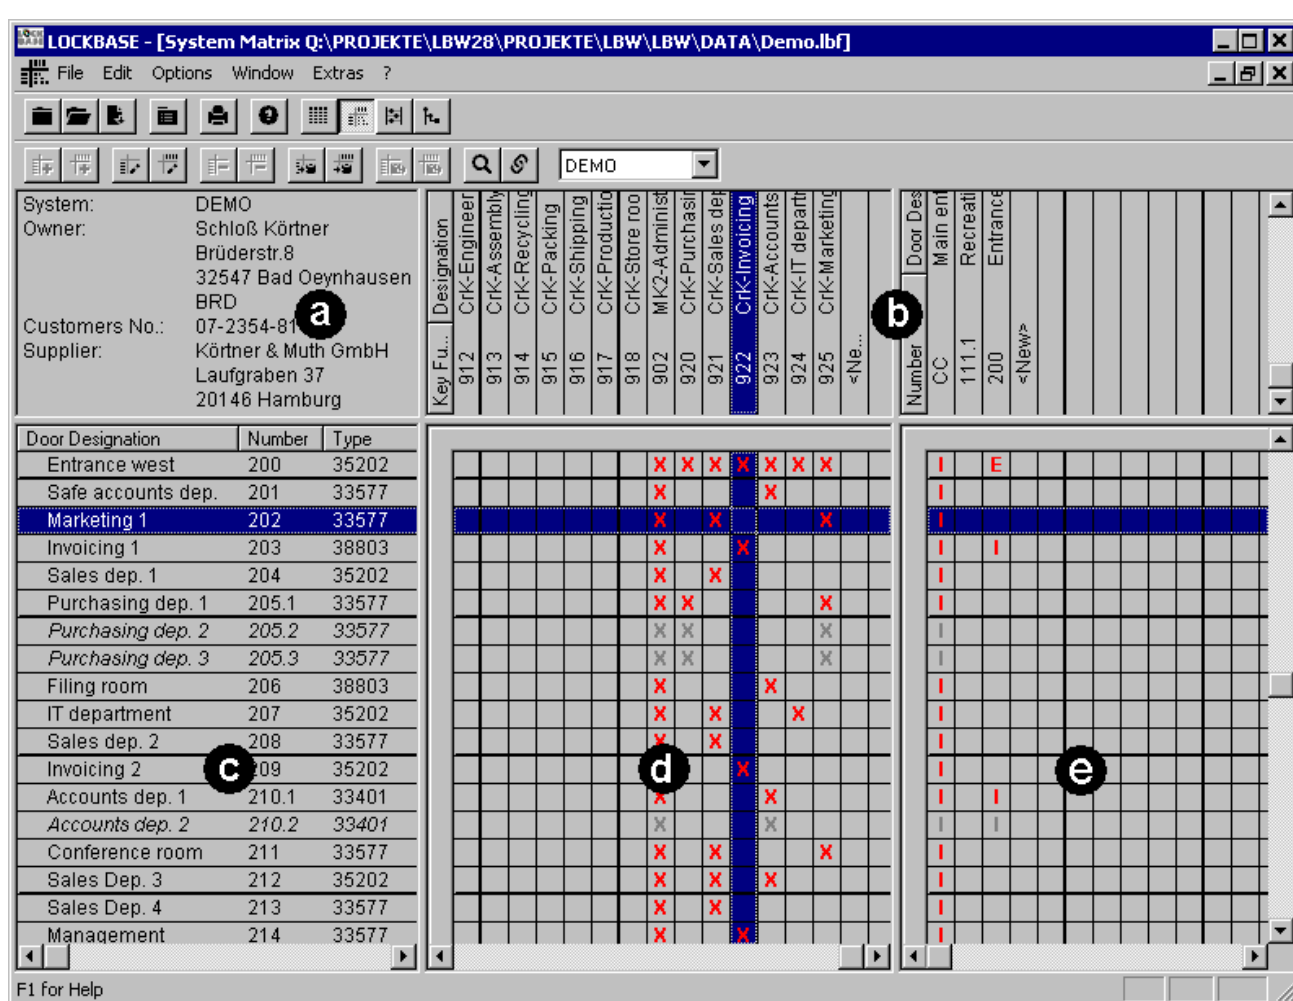 LOCKBASE - [System Matrix Q:\PROJEKTE\LBW28\PROJEKTE\LBW\LBW\DATA\Demo.lbf]
File Edit Options Window Extras ?
DEMO
System: DEMO
Owner: Schloß Körtner
Brüderstr.8
32547 Bad Oeynhausen
BRD
Customers No.: 07-2354-81
Supplier: Körtner & Muth GmbH
Laufgraben 37
20146 Hamburg
a
Key Fu... Designation
912 CrK-Engineer
913 CrK-Assembly
914 CrK-Recycling
915 CrK-Packing
916 CrK-Shipping
917 CrK-Productio
918 CrK-Store roo
902 MK2-Administ
920 CrK-Purchasin
921 CrK-Sales dep
922 CrK-Invoicing
923 CrK-Accounts
924 CrK-IT departr
925 CrK-Marketing
<Ne...
b
Number Door Des
CC Main ent
111.1 Recreati
200 Entrance
<New>
Door Designation Number Type
Entrance west 200 35202 X X X X X X X I E
Safe accounts dep. 201 33577 X X I
Marketing 1 202 33577 X X X I
Invoicing 1 203 38803 X X I I
Sales dep. 1 204 35202 X X I
Purchasing dep. 1 205.1 33577 X X X I
Purchasing dep. 2 205.2 33577 X X X I
Purchasing dep. 3 205.3 33577 X X X I
Filing room 206 38803 X X I
IT department 207 35202 X X X I
Sales dep. 2 208 33577 X X I
Invoicing 2 c 209 35202 d X I e
Accounts dep. 1 210.1 33401 X X I I
Accounts dep. 2 210.2 33401 X X I I
Conference room 211 33577 X X X I
Sales Dep. 3 212 35202 X X X I
Sales Dep. 4 213 33577 X X I
Management 214 33577 X X I
F1 for Help